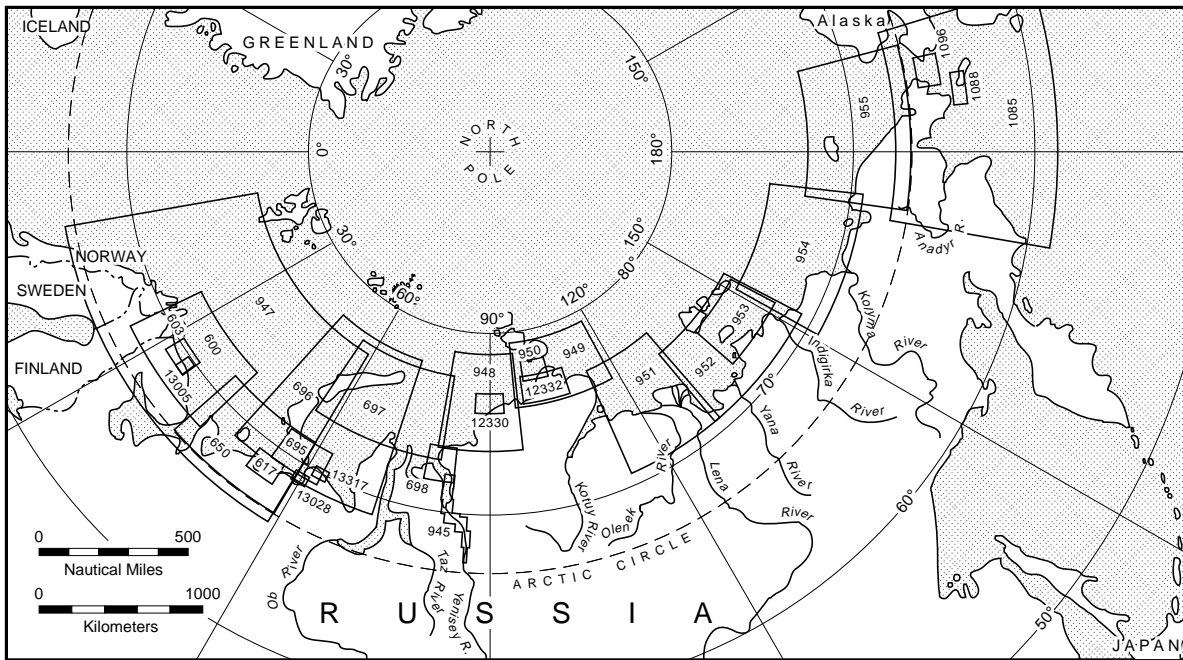 ICELAND
GREENLAND
Alaska
30°
150°
1096
1088
955
1085
NORTH
POLE
0°
180°
30°
150°
80°
NORWAY
SWEDEN
FINLAND
947
60°
120°
90°
954
Anadyr R.
603
600
13005
696
697
948
950
949
12332
12330
951
952
953
Indigirka
River
Kolyma
River
70°
Yana
River
650
617
695
13317
13028
698
945
Kotuy River
Olenek
River
Lena
River
60°
0 500
Nautical Miles
0 1000
Kilometers
Ob River
Taz River
Yenisey R.
ARCTIC CIRCLE
RUSSIA
50°
JAPAN